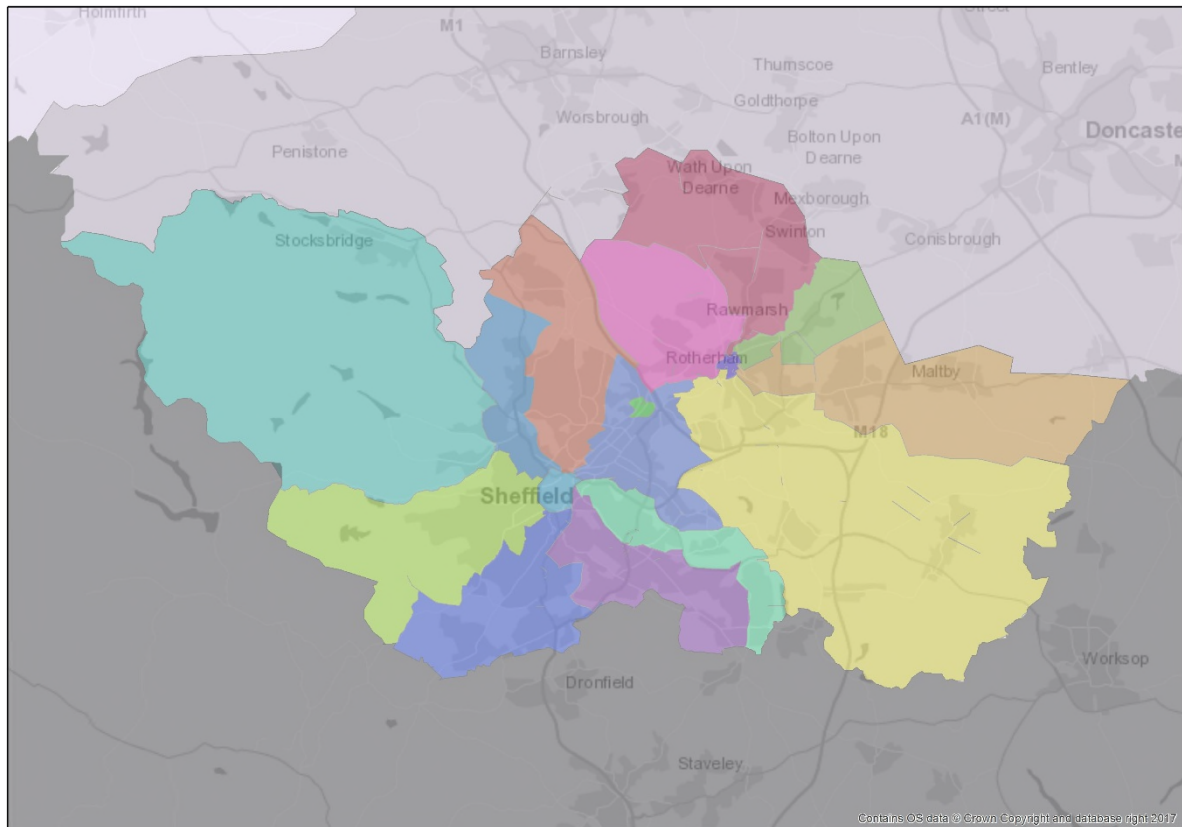 Holmfirth
M1
Street
Barnsley
Thurnscoe
Bentley
Goldthorpe
Worsbrough
A1(M)
Doncaste
Bolton Upon
Dearne
Penistone
M
Wath Upon
Dearne
Mexborough
Swinton
Stocksbridge
Conisbrough
Rawmarsh
Rotherham
Maltby
M18
Sheffield
Dronfield
Worksop
Staveley
Contains OS data © Crown Copyright and database right 2017